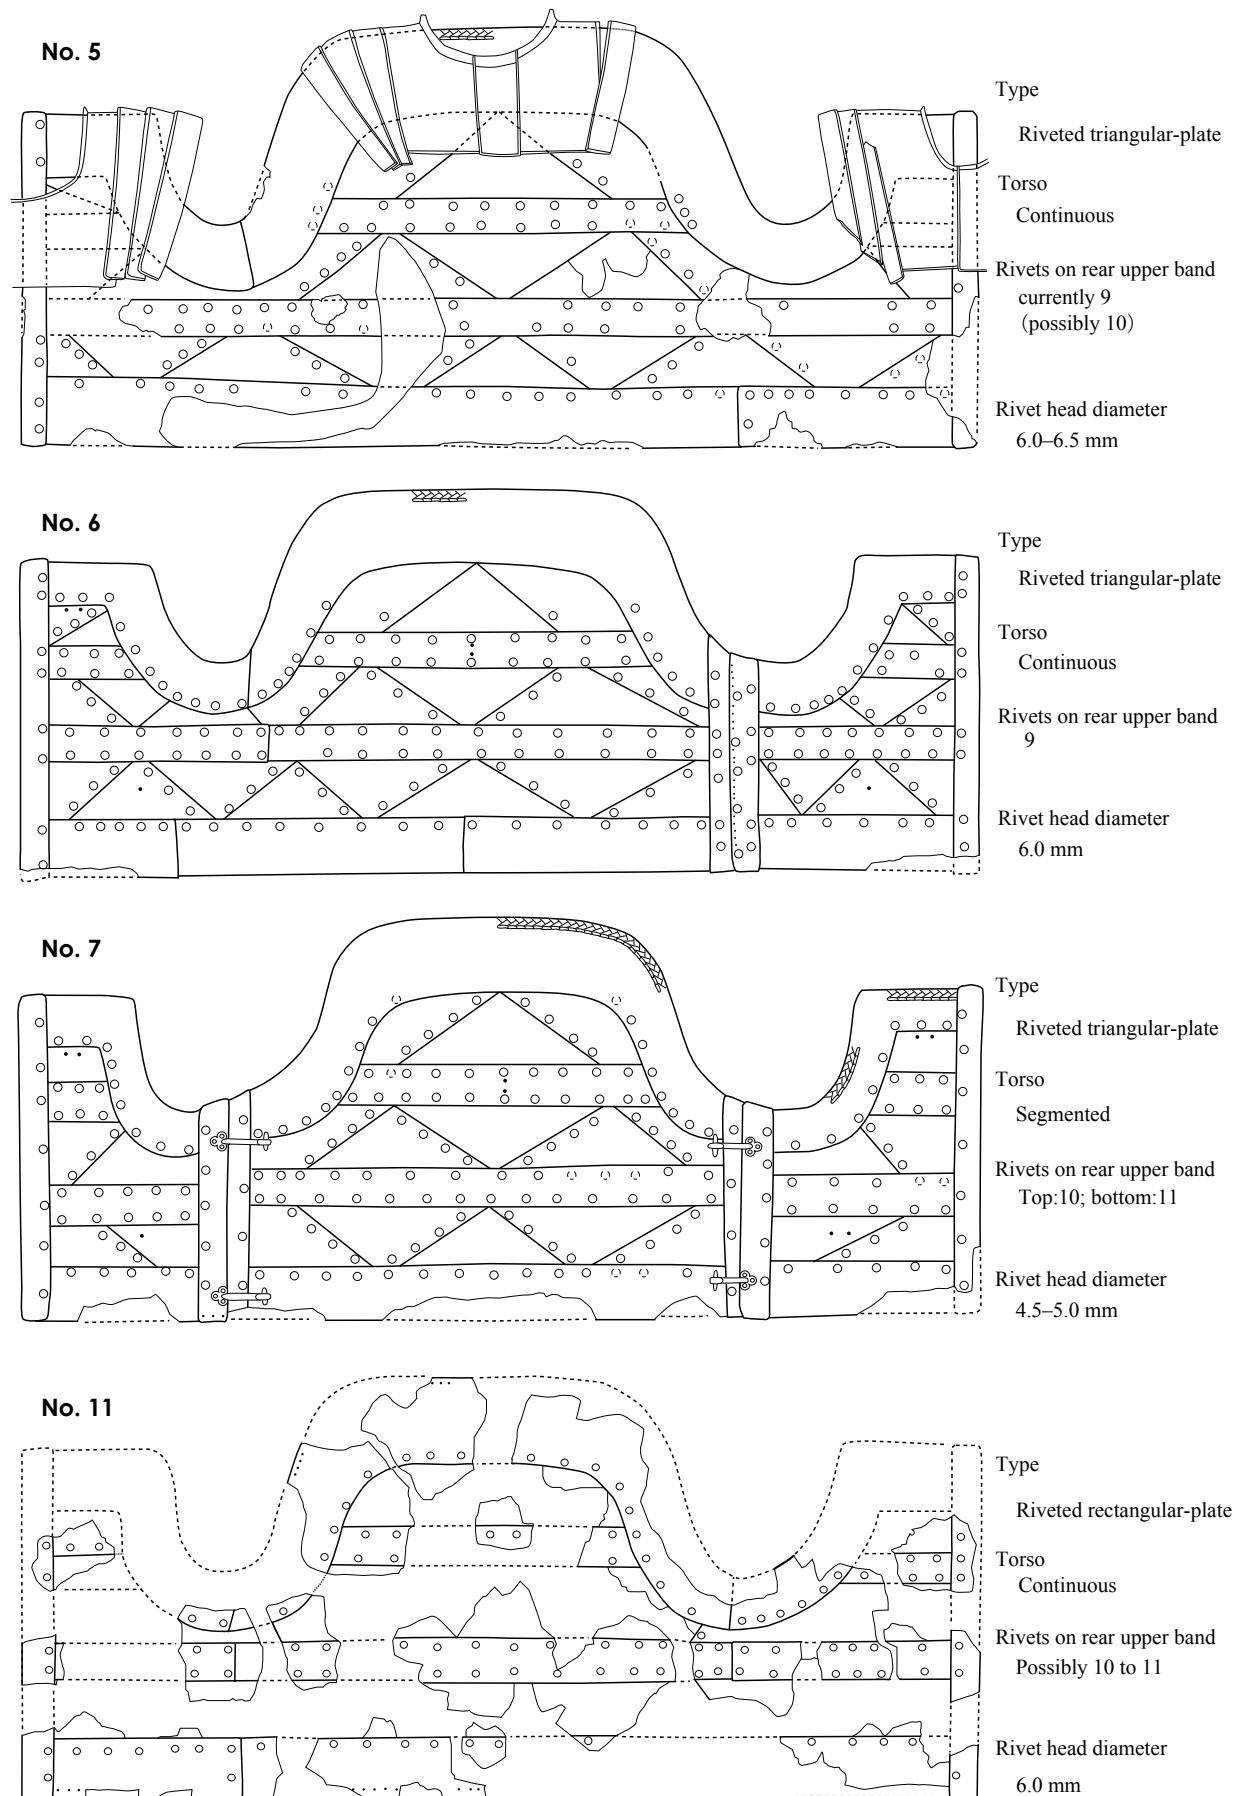 No. 5
Type
Riveted triangular-plate
Torso
Continuous
Rivets on rear upper band
currently 9
(possibly 10)
Rivet head diameter
6.0–6.5 mm
No. 6
Type
Riveted triangular-plate
Torso
Continuous
Rivets on rear upper band
9
Rivet head diameter
6.0 mm
No. 7
Type
Riveted triangular-plate
Torso
Segmented
Rivets on rear upper band
Top:10; bottom:11
Rivet head diameter
4.5–5.0 mm
No. 11
Type
Riveted rectangular-plate
Torso
Continuous
Rivets on rear upper band
Possibly 10 to 11
Rivet head diameter
6.0 mm